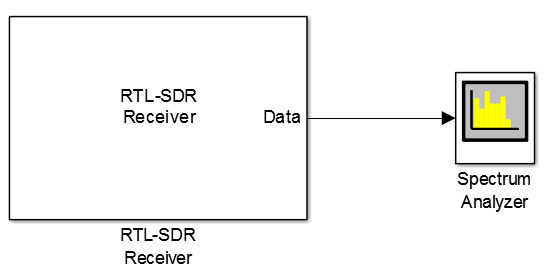 RTL-SDR
Receiver
Data
Spectrum
Analyzer
RTL-SDR
Receiver